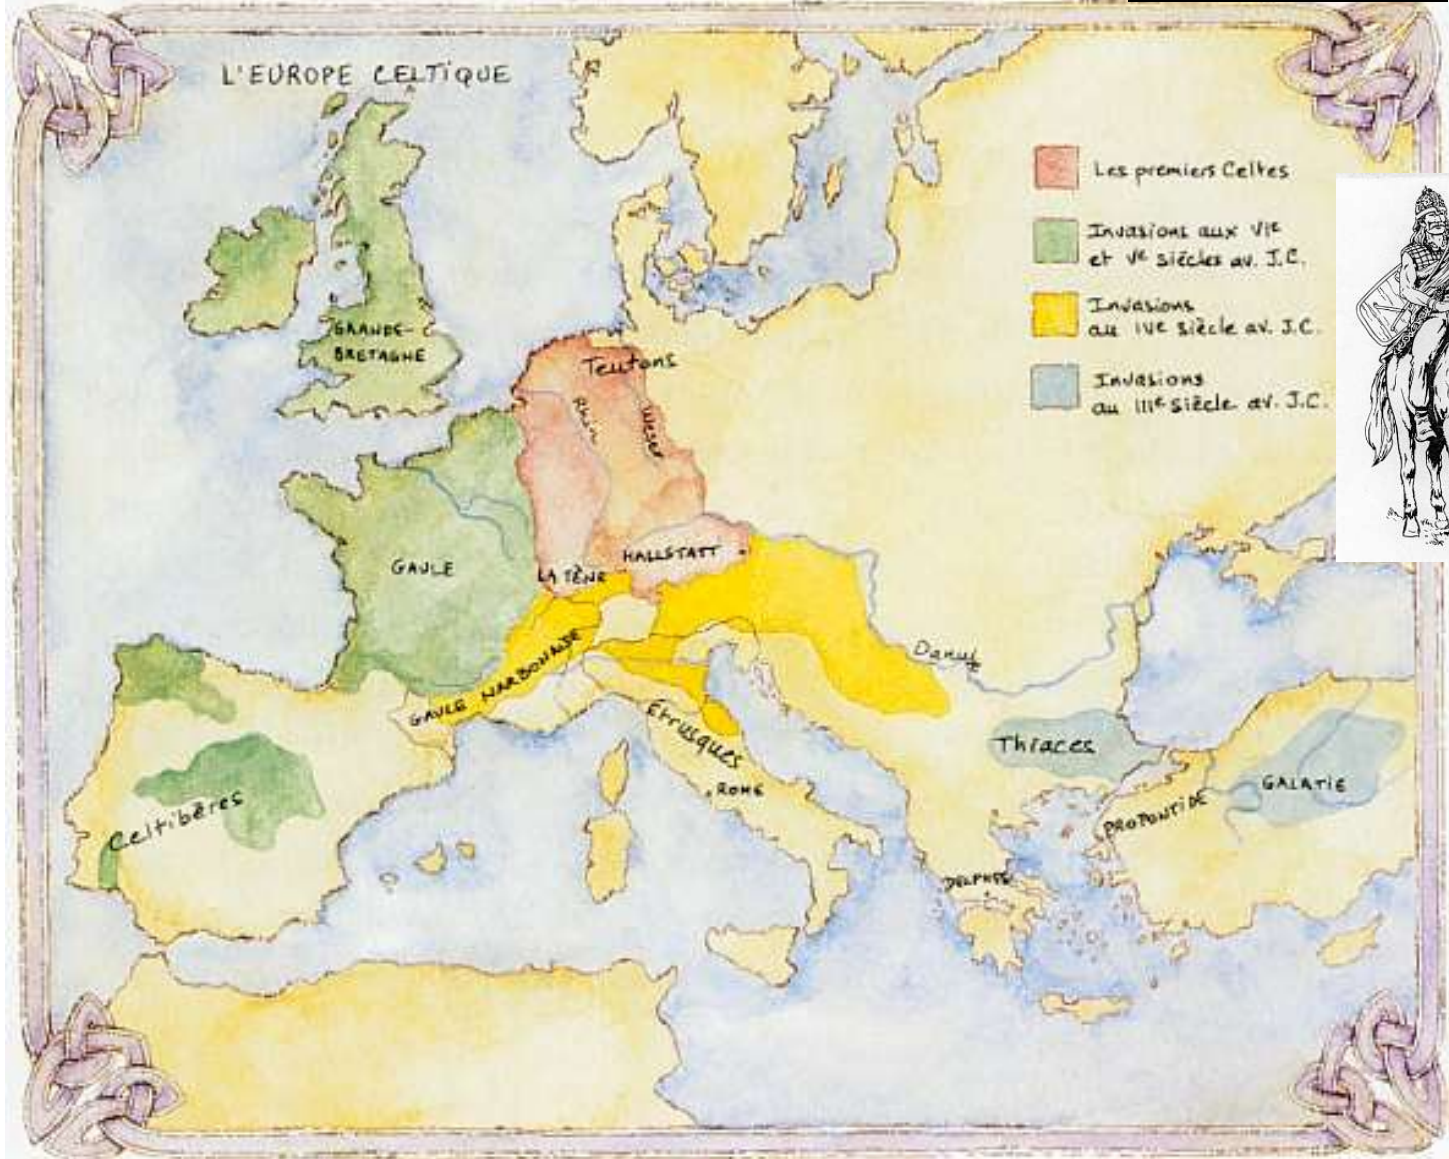 L'EUROPE CELTIQUE
Les premiers Celtes
Invasions aux VIe
et Ve siècles av. J.C.
Invasions
au IVe siècle av. J.C.
Invasions
au IIIe siècle av. J.C.
GRANDE-
BRETAGNE
Teutons
Rhin
Weser
GAULE
LA TÈNE
HALLSTATT
GAULE NARBONAISE
Danube
Etrusques
Thraces
ROME
GALATIE
Celtibères
PROPONTIDE
DELPHES